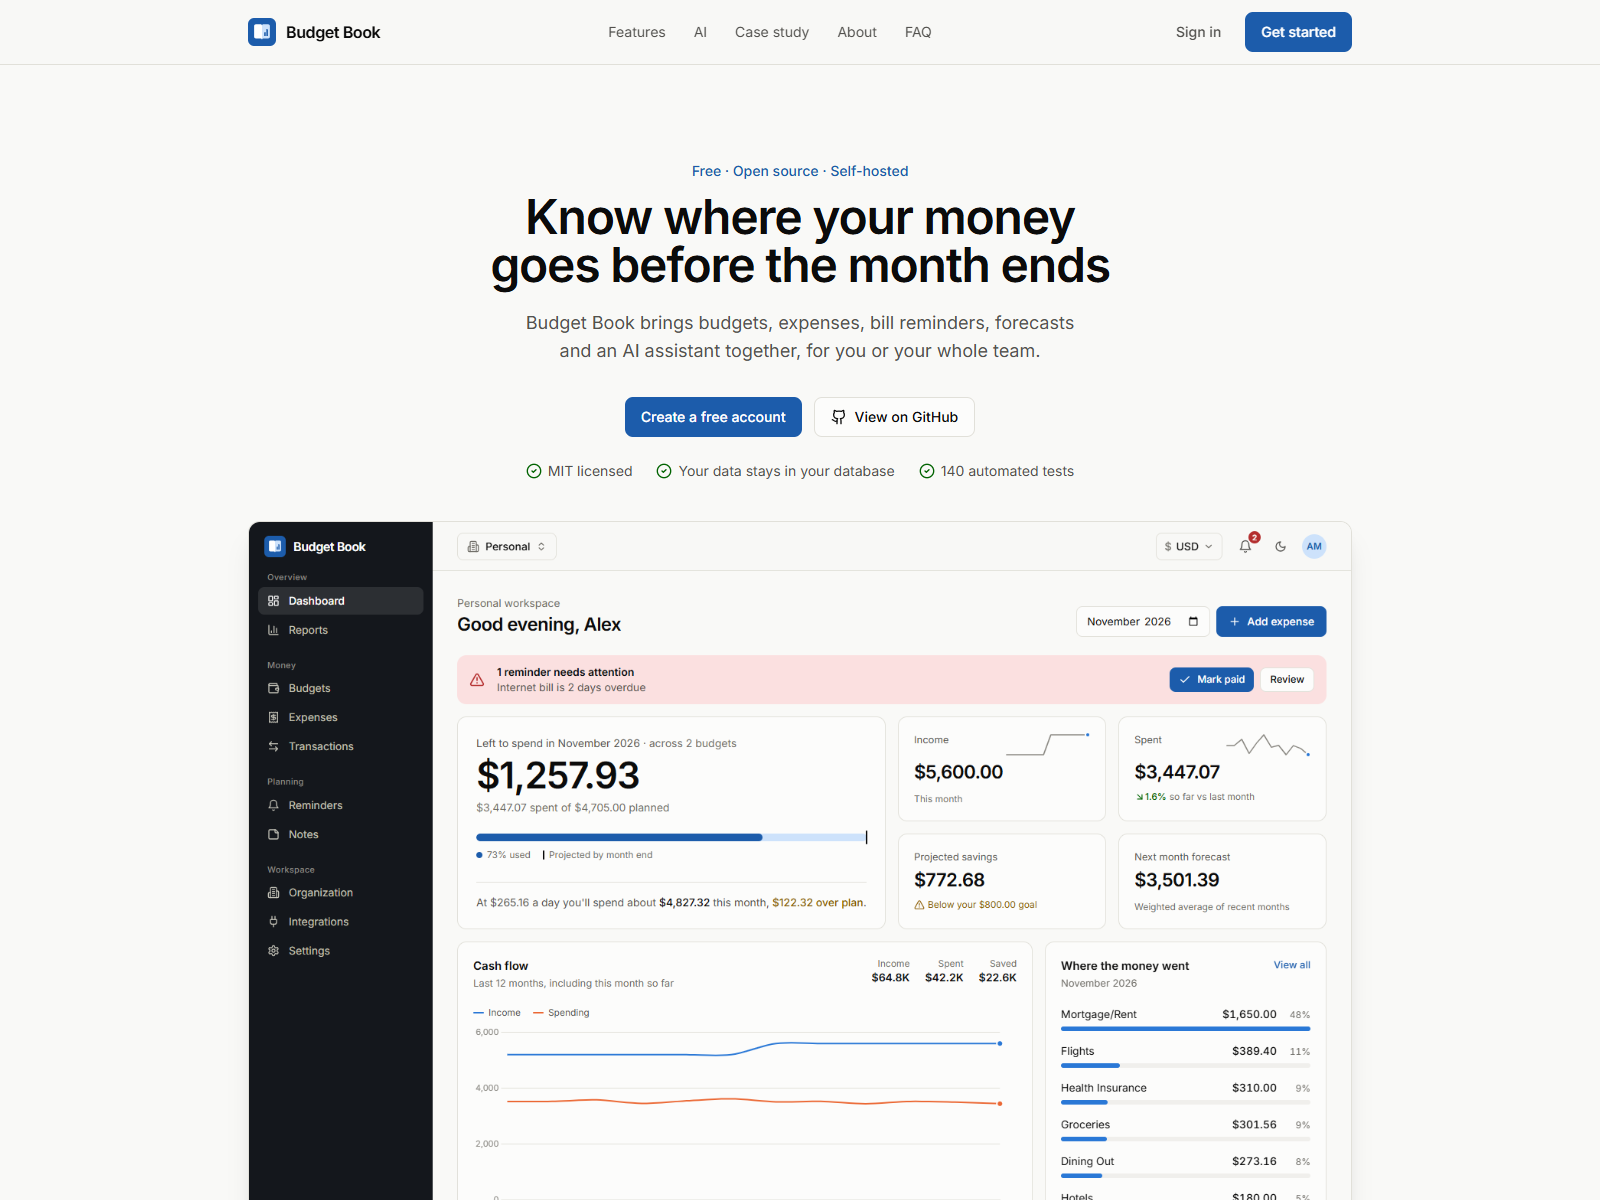 Budget Book
Features
AI
Case study
About
FAQ
Sign in
Get started
Free · Open source · Self-hosted
Know where your money
goes before the month ends
Budget Book brings budgets, expenses, bill reminders, forecasts
and an AI assistant together, for you or your whole team.
Create a free account
View on GitHub
MIT licensed
Your data stays in your database
140 automated tests
Budget Book
Overview
Dashboard
Reports
Money
Budgets
Expenses
Transactions
Planning
Reminders
Notes
Workspace
Organization
Integrations
Settings
Personal
$ USD
2
AM
Personal workspace
Good evening, Alex
November 2026
Add expense
1 reminder needs attention
Internet bill is 2 days overdue
Mark paid
Review
Left to spend in November 2026 · across 2 budgets
$1,257.93
$3,447.07 spent of $4,705.00 planned
73% used
Projected by month end
At $265.16 a day you'll spend about $4,827.32 this month, $122.32 over plan.
Income
$5,600.00
This month
Spent
$3,447.07
1.6% so far vs last month
Projected savings
$772.68
Below your $800.00 goal
Next month forecast
$3,501.39
Weighted average of recent months
Cash flow
Last 12 months, including this month so far
Income
$64.8K
Spent
$42.2K
Saved
$22.6K
Income
Spending
6,000
4,000
2,000
0
Where the money went
View all
November 2026
Mortgage/Rent $1,650.00 48%
Flights $389.40 11%
Health Insurance $310.00 9%
Groceries $301.56 9%
Dining Out $273.16 8%
Hotels $180.00 5%